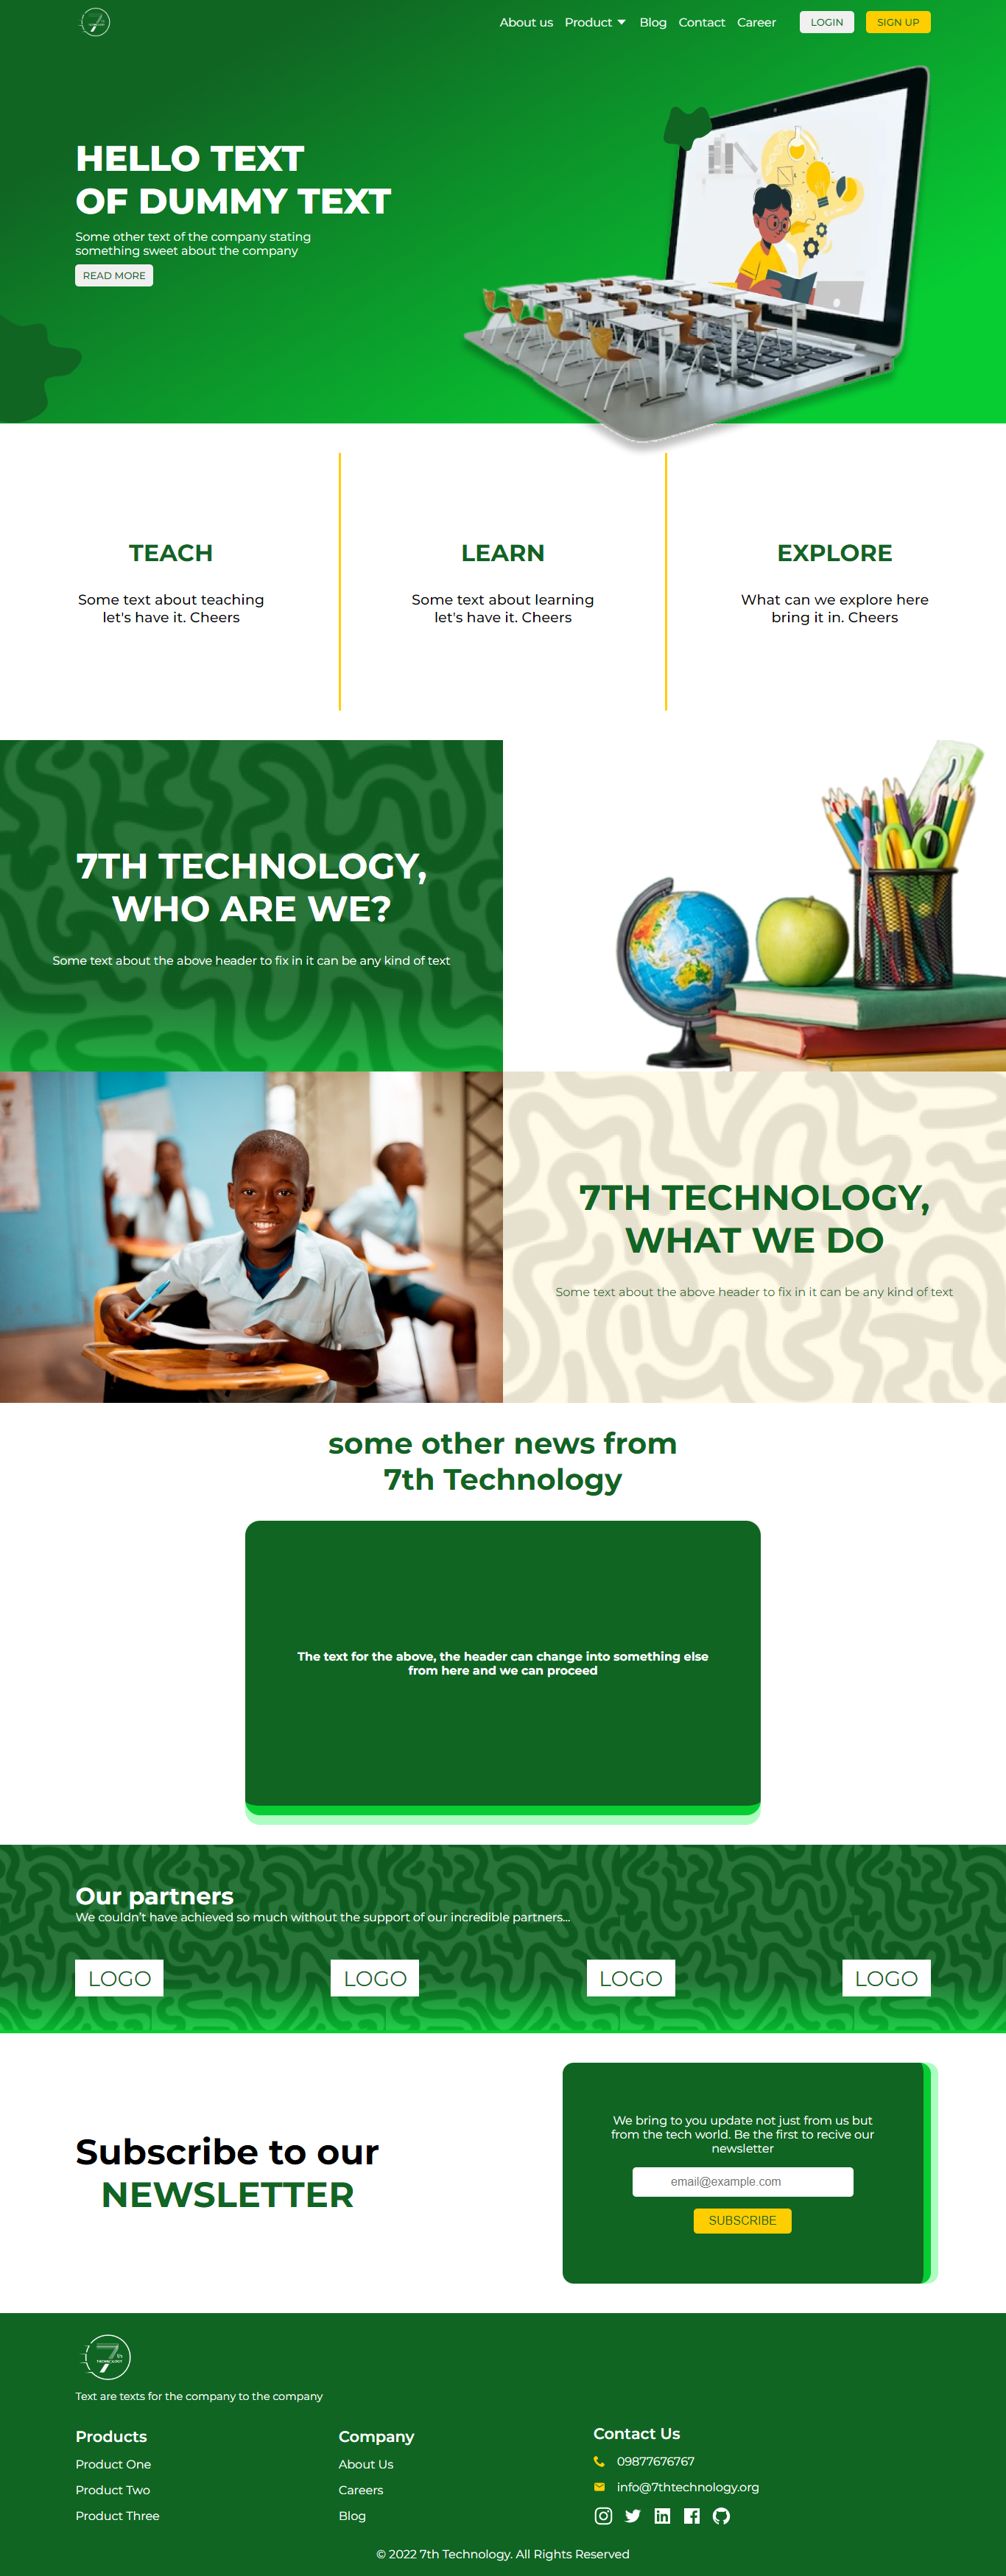 7th
TECHNOLOGY
About us Product Blog Contact Career LOGIN SIGN UP
HELLO TEXT
OF DUMMY TEXT
Some other text of the company stating
something sweet about the company
READ MORE
TEACH
Some text about teaching
let's have it. Cheers
LEARN
Some text about learning
let's have it. Cheers
EXPLORE
What can we explore here
bring it in. Cheers
7TH TECHNOLOGY,
WHO ARE WE?
Some text about the above header to fix in it can be any kind of text
7TH TECHNOLOGY,
WHAT WE DO
Some text about the above header to fix in it can be any kind of text
some other news from
7th Technology
The text for the above, the header can change into something else
from here and we can proceed
Our partners
We couldn't have achieved so much without the support of our incredible partners...
LOGO LOGO LOGO LOGO
Subscribe to our
NEWSLETTER
We bring to you update not just from us but
from the tech world. Be the first to recive our
newsletter
email@example.com
SUBSCRIBE
7th
TECHNOLOGY
Text are texts for the company to the company
Products
Product One
Product Two
Product Three
Company
About Us
Careers
Blog
Contact Us
09877676767
info@7thtechnology.org
© 2022 7th Technology. All Rights Reserved